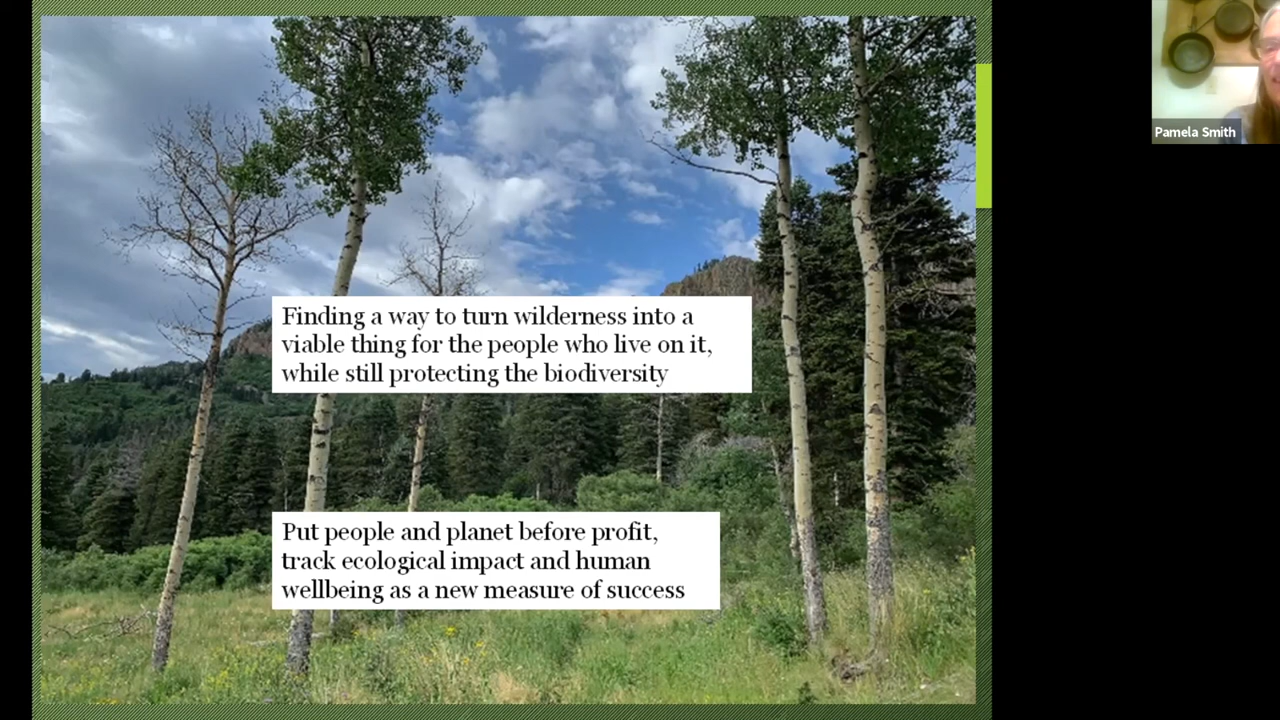 Finding a way to turn wilderness into a
viable thing for the people who live on it,
while still protecting the biodiversity
Put people and planet before profit,
track ecological impact and human
wellbeing as a new measure of success
Pamela Smith